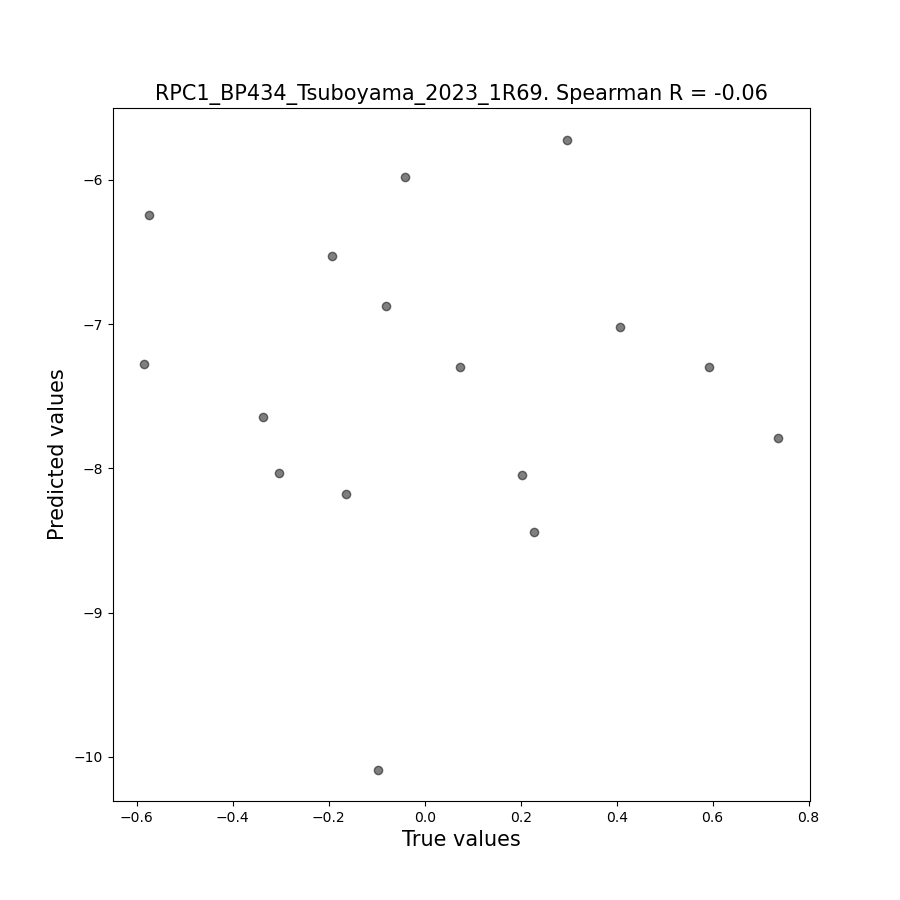 RPC1_BP434_Tsuboyama_2023_1R69. Spearman R = -0.06
Predicted values
−6
−7
−8
−9
−10
−0.6 −0.4 −0.2 0.0 0.2 0.4 0.6 0.8
True values